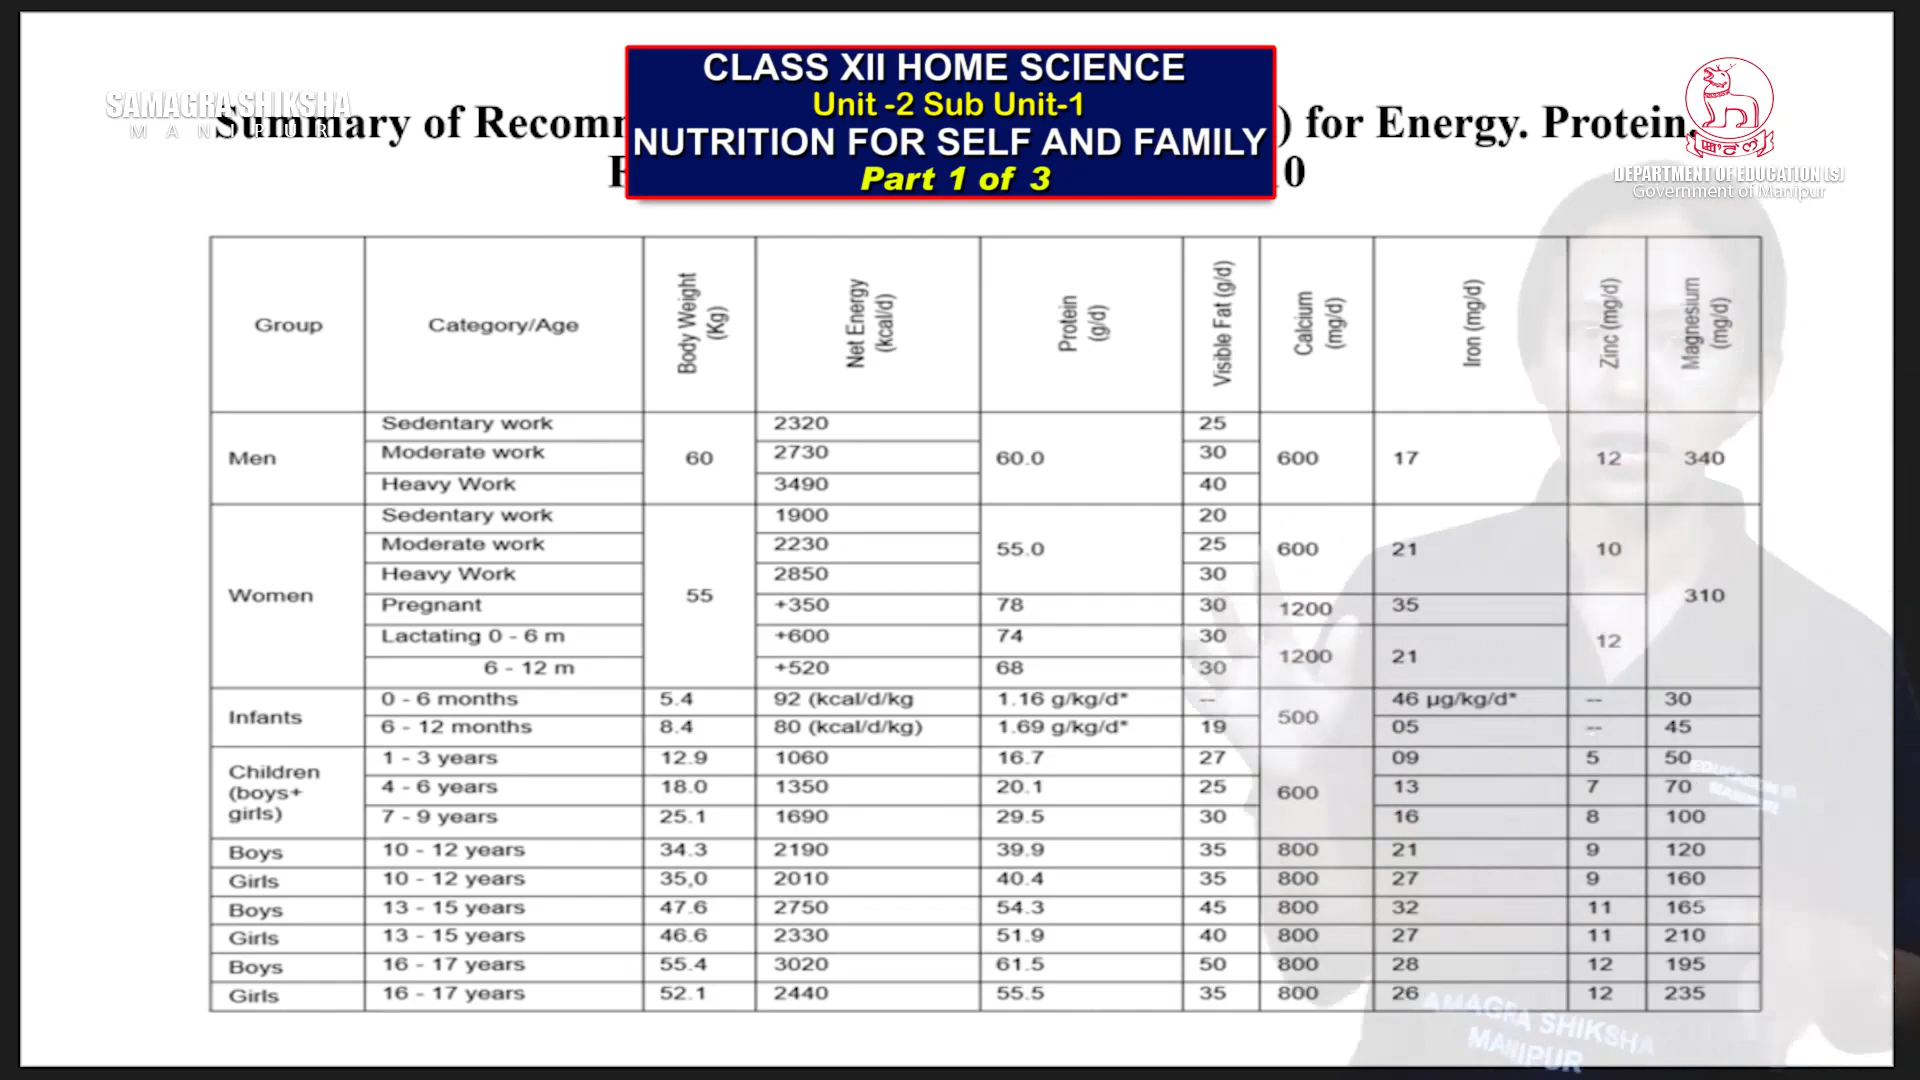 CLASS XII HOME SCIENCE
Unit -2 Sub Unit-1
NUTRITION FOR SELF AND FAMILY
Part 1 of 3
SAMAGRA SHIKSHA
MANIPUR
DEPARTMENT OF EDUCATION (S)
Government of Manipur
Summary of ) for Energy. Protein.
10
Group Category/Age Body Weight (Kg) Net Energy (kcal/d) Protein (g/d) Visible Fat (g/d) Calcium (mg/d) Iron (mg/d) Zinc (mg/d) Magnesium (mg/d)
Men Sedentary work 60 2320 60.0 25 600 17 12 340
Moderate work 2730 30
Heavy Work 3490 40
Women Sedentary work 55 1900 55.0 20 600 21 10 310
Moderate work 2230 25
Heavy Work 2850 30
Pregnant +350 78 30 1200 35 12
Lactating 0 - 6 m +600 74 30 1200 21
6 - 12 m +520 68 30
Infants 0 - 6 months 5.4 92 (kcal/d/kg 1.16 g/kg/d* -- 500 46 µg/kg/d* -- 30
6 - 12 months 8.4 80 (kcal/d/kg) 1.69 g/kg/d* 19 05 -- 45
Children (boys+ girls) 1 - 3 years 12.9 1060 16.7 27 600 09 5 50
4 - 6 years 18.0 1350 20.1 25 13 7 70
7 - 9 years 25.1 1690 29.5 30 16 8 100
Boys 10 - 12 years 34.3 2190 39.9 35 800 21 9 120
Girls 10 - 12 years 35,0 2010 40.4 35 800 27 9 160
Boys 13 - 15 years 47.6 2750 54.3 45 800 32 11 165
Girls 13 - 15 years 46.6 2330 51.9 40 800 27 11 210
Boys 16 - 17 years 55.4 3020 61.5 50 800 28 12 195
Girls 16 - 17 years 52.1 2440 55.5 35 800 26 12 235
SHIKSHA
MANIPUR